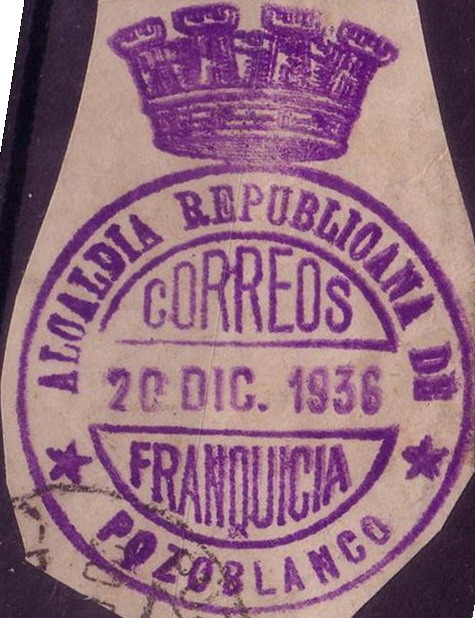 ALCALDIA REPUBLICANA DE
CORREOS
20 DIC. 1936
FRANQUICIA
POZOBLANCO